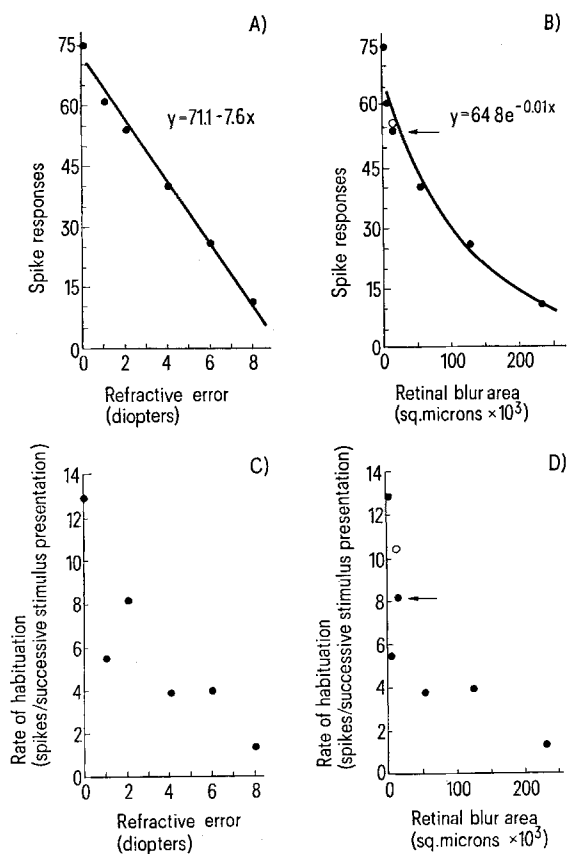 A)
75
60
45
30
15
0
y=71.1-7.6x
Spike responses
0 2 4 6 8
Refractive error
(diopters)
B)
75
60
45
30
15
0
y=64.8e^-0.01x
Spike responses
0 100 200
Retinal blur area
(sq.microns ×10³)
C)
14
12
10
8
6
4
2
0
Rate of habituation
(spikes/successive stimulus presentation)
0 2 4 6 8
Refractive error
(diopters)
D)
14
12
10
8
6
4
2
0
Rate of habituation
(spikes/successive stimulus presentation)
0 100 200
Retinal blur area
(sq.microns ×10³)